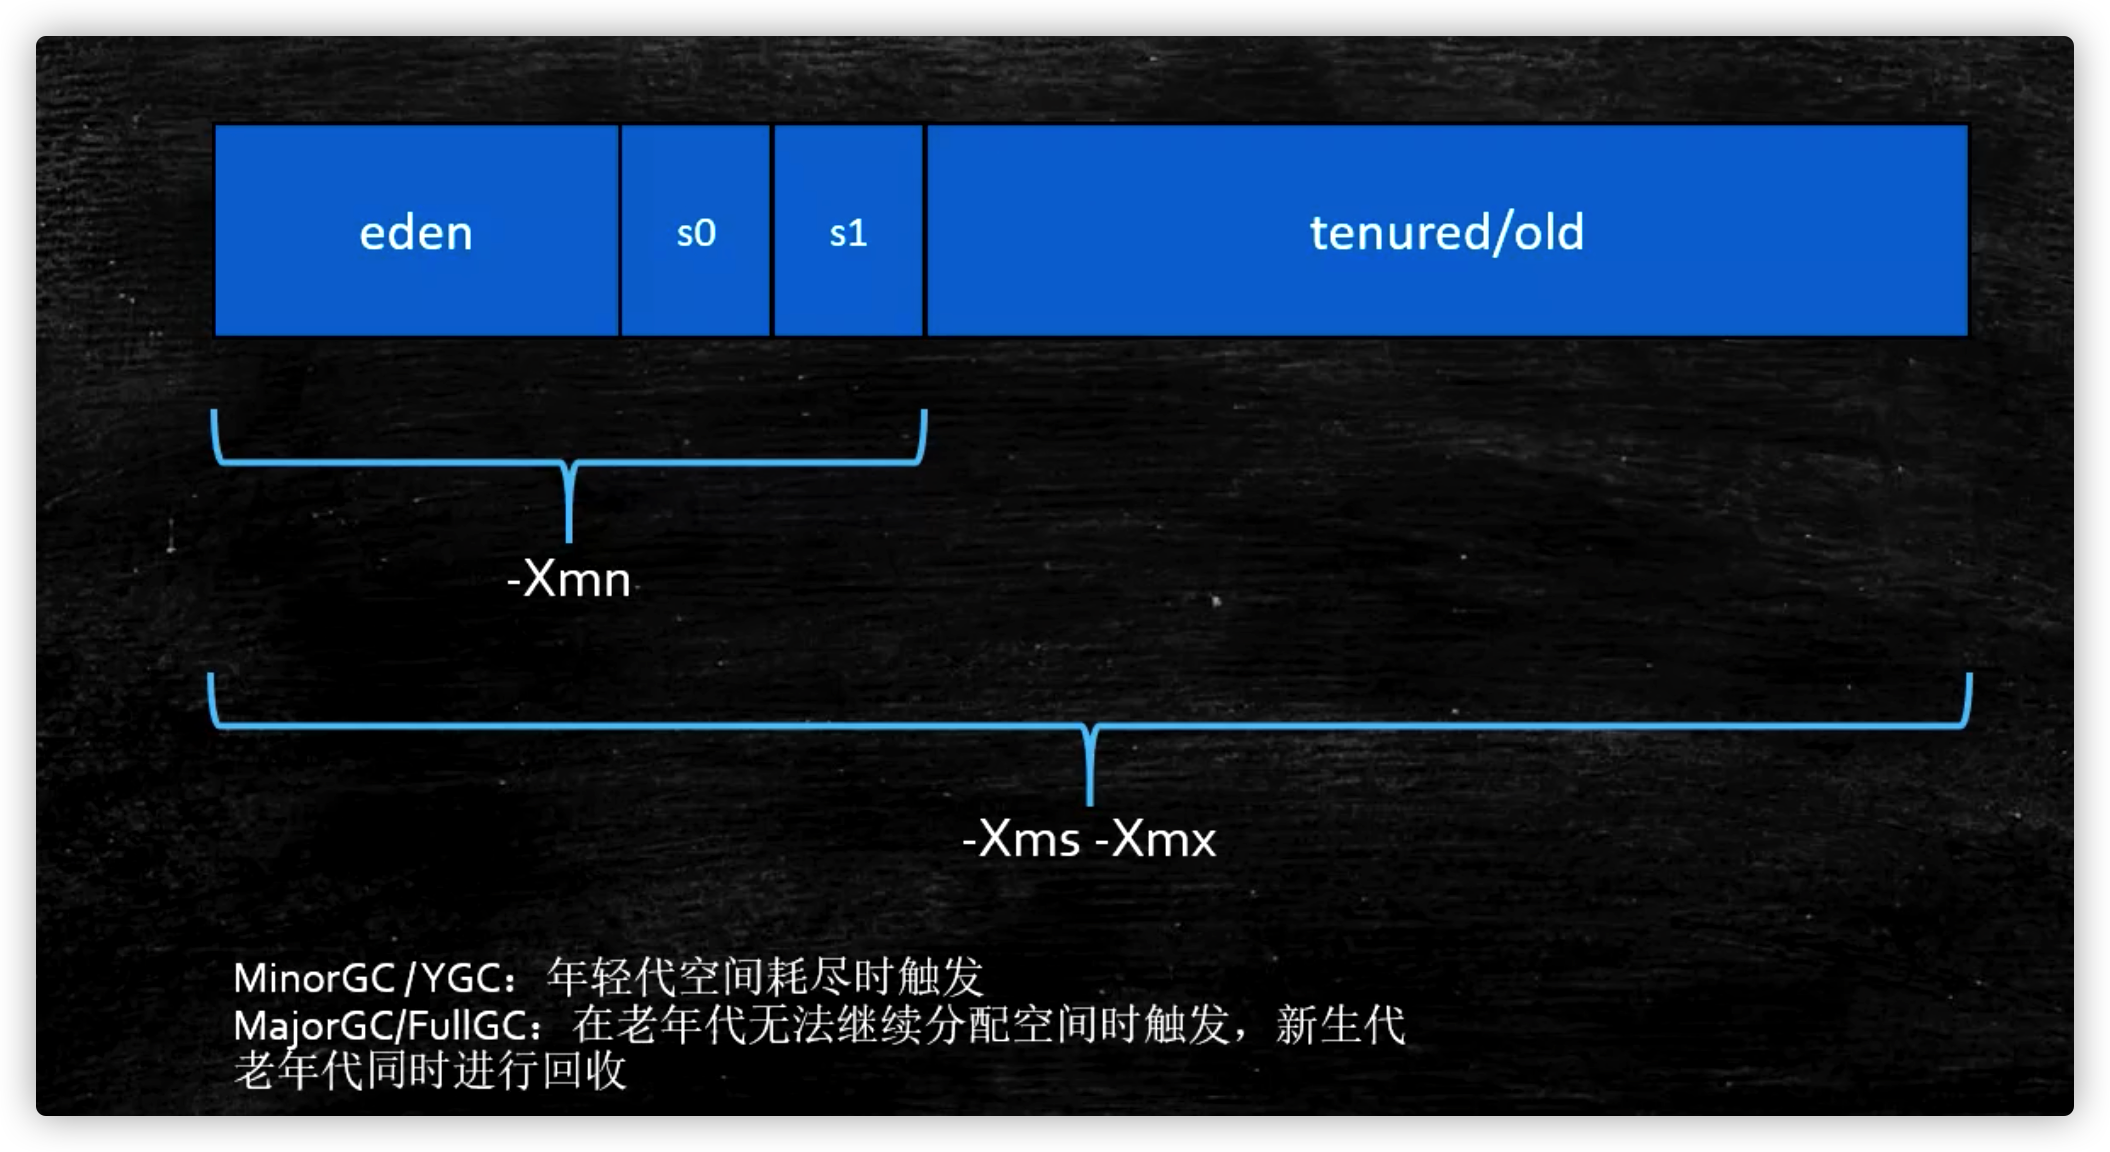 eden s0 s1 tenured/old
-Xmn
-Xms -Xmx
MinorGC/YGC：年轻代空间耗尽时触发
MajorGC/FullGC：在老年代无法继续分配空间时触发，新生代
老年代同时进行回收